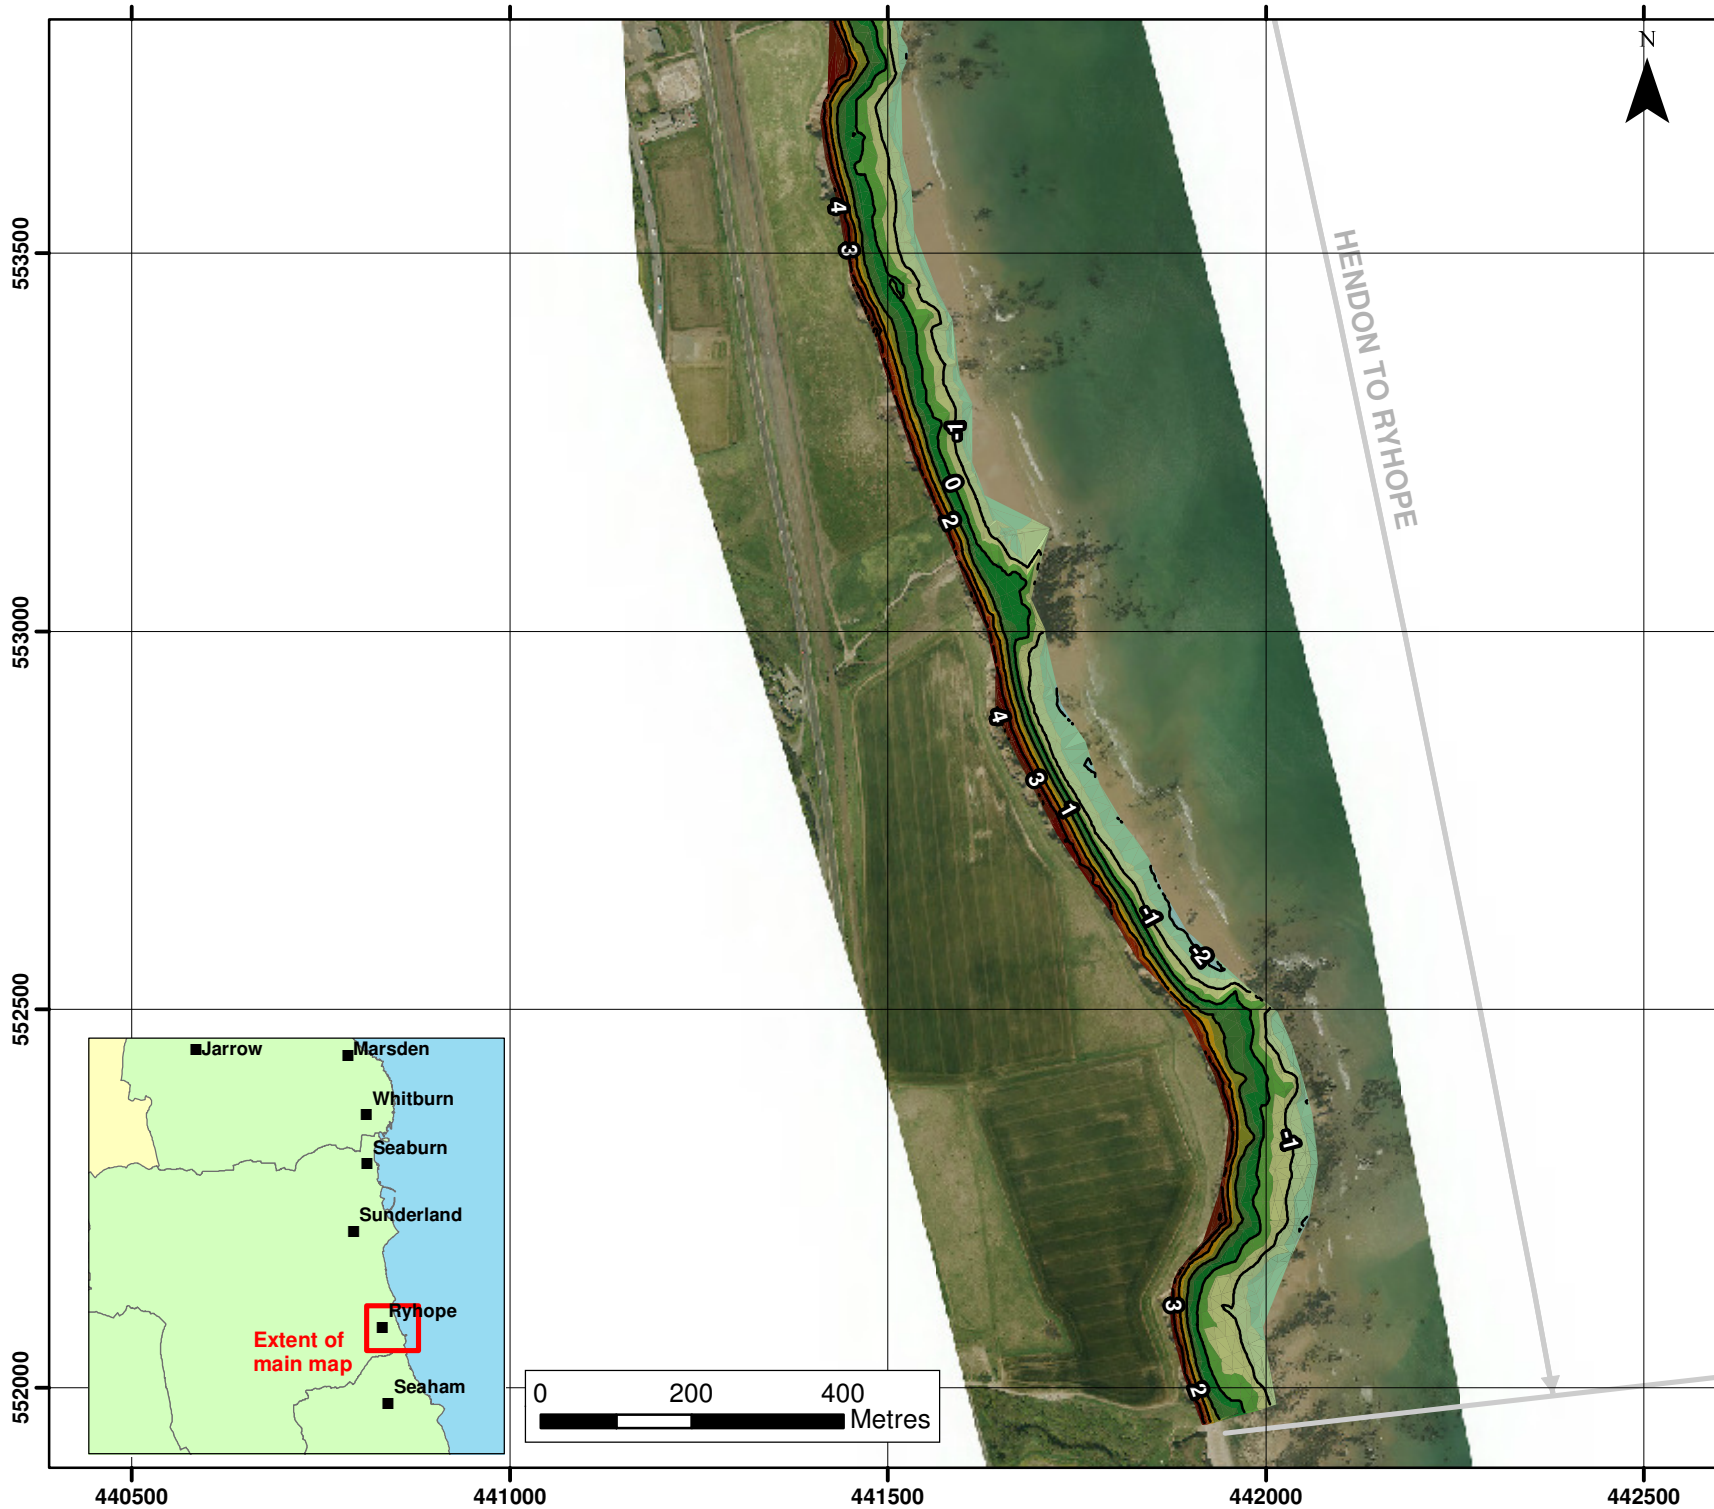 N
553500
553000
552500
552000
HENDON TO RYHOPE
4
3
-1
0
2
4
3
1
-1
-2
-1
3
2
Jarrow
Marsden
Whitburn
Seaburn
Sunderland
Ryhope
Extent of
main map
Seaham
0 200 400
Metres
440500 441000 441500 442000 442500